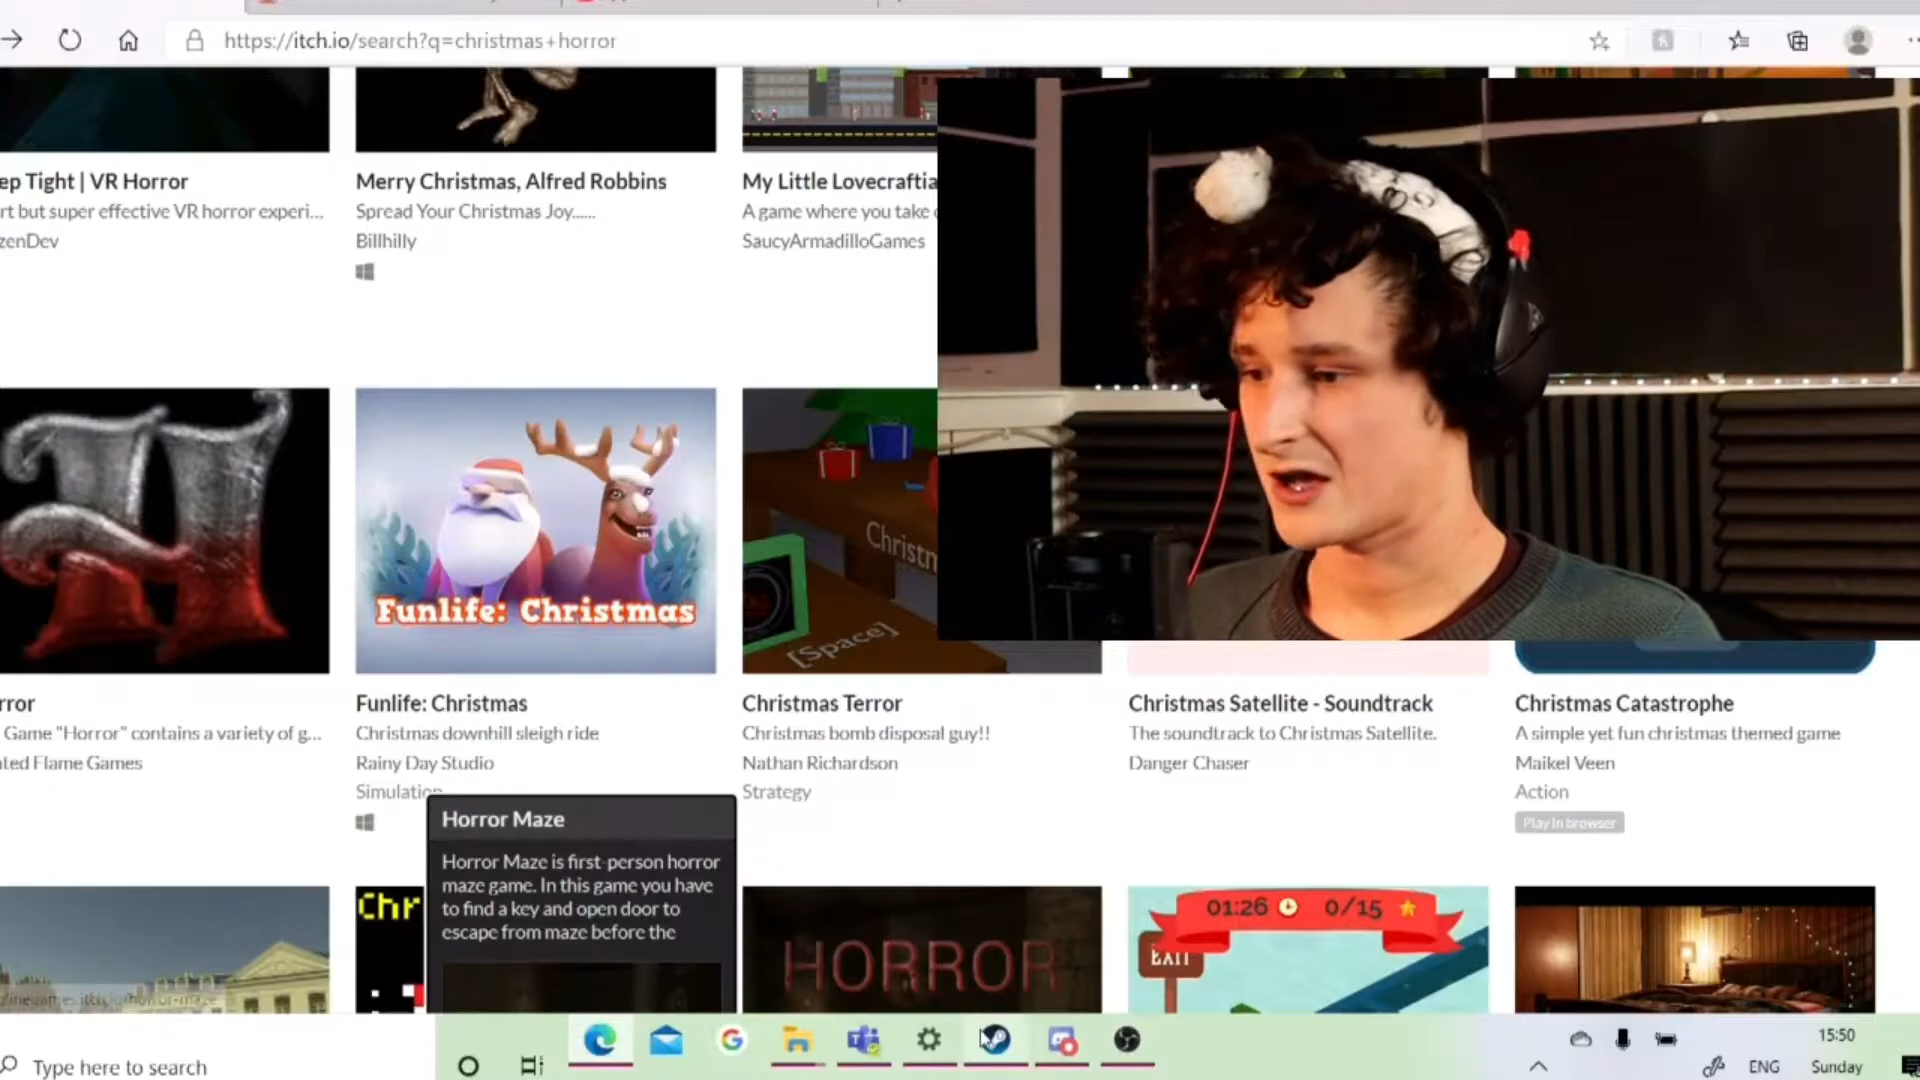 https://itch.io/search?q=christmas+horror
ep Tight | VR Horror
rt but super effective VR horror experi...
zenDev
Merry Christmas, Alfred Robbins
Spread Your Christmas Joy......
Billhilly
My Little Lovecraftia
A game where you take
SaucyArmadilloGames
Funlife: Christmas
Christm
[Space]
rror
Game "Horror" contains a variety of g...
ted Flame Games
Funlife: Christmas
Christmas downhill sleigh ride
Rainy Day Studio
Simulation
Christmas Terror
Christmas bomb disposal guy!!
Nathan Richardson
Strategy
Christmas Satellite - Soundtrack
The soundtrack to Christmas Satellite.
Danger Chaser
Christmas Catastrophe
A simple yet fun christmas themed game
Maikel Veen
Action
Play in browser
Horror Maze
Horror Maze is first-person horror
maze game. In this game you have
to find a key and open door to
escape from maze before the
Chr
HORROR
01:26 0/15
EXIT
Type here to search
15:50
ENG
Sunday